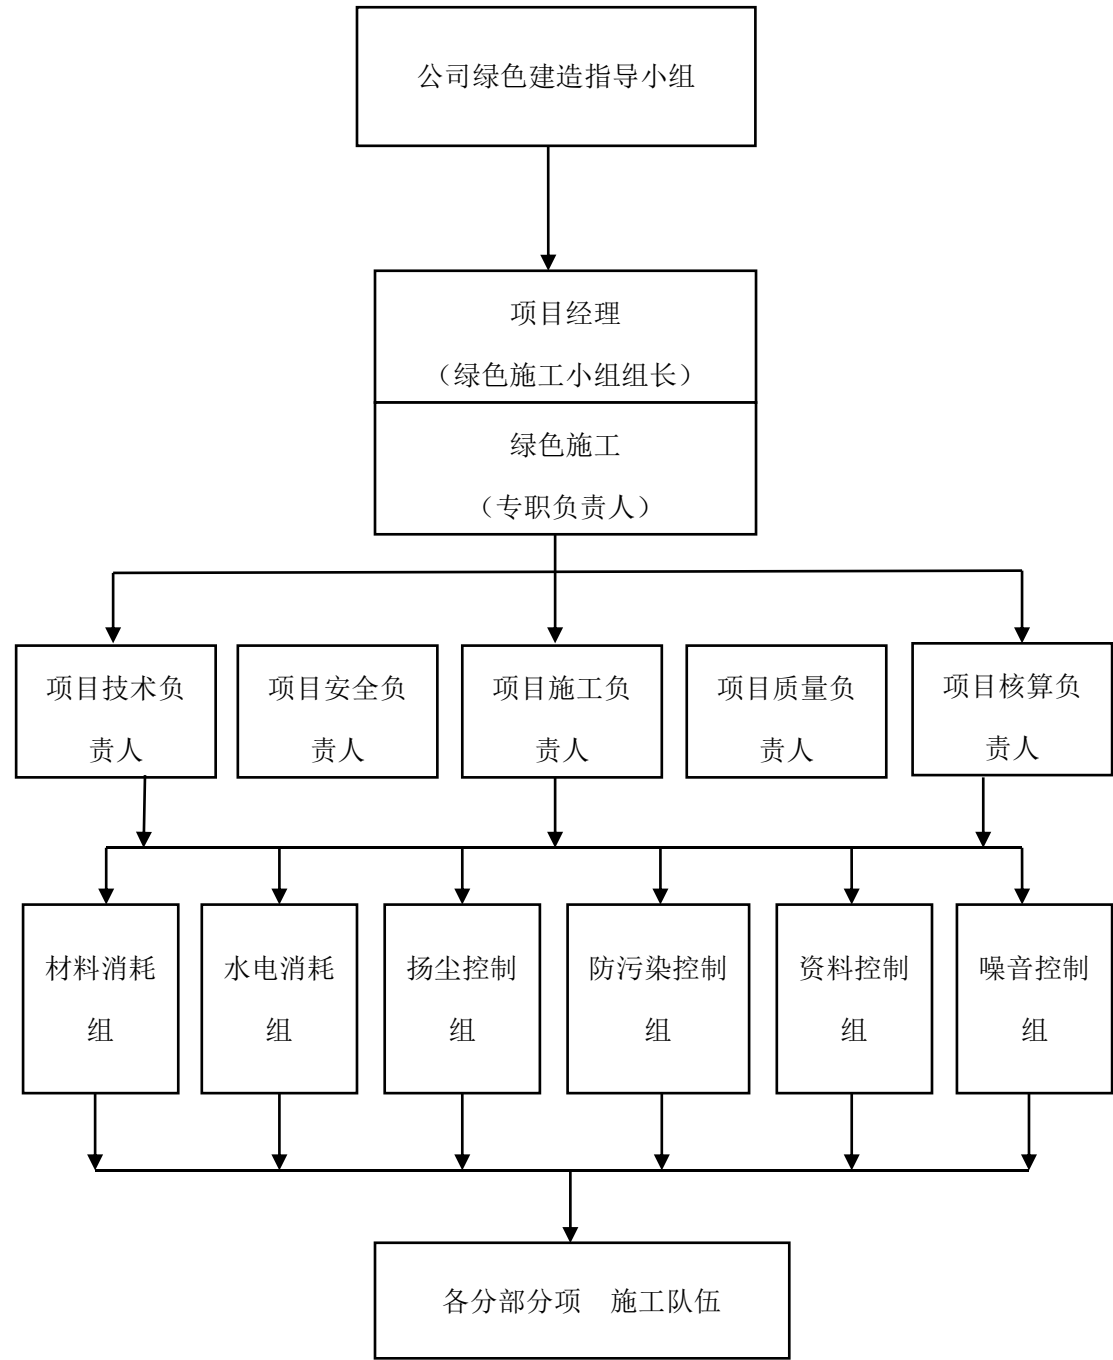 公司绿色建造指导小组
项目经理
（绿色施工小组组长）
绿色施工
（专职负责人）
项目技术负
责人
项目安全负
责人
项目施工负
责人
项目质量负
责人
项目核算负
责人
材料消耗
组
水电消耗
组
扬尘控制
组
防污染控制
组
资料控制
组
噪音控制
组
各分部分项　施工队伍